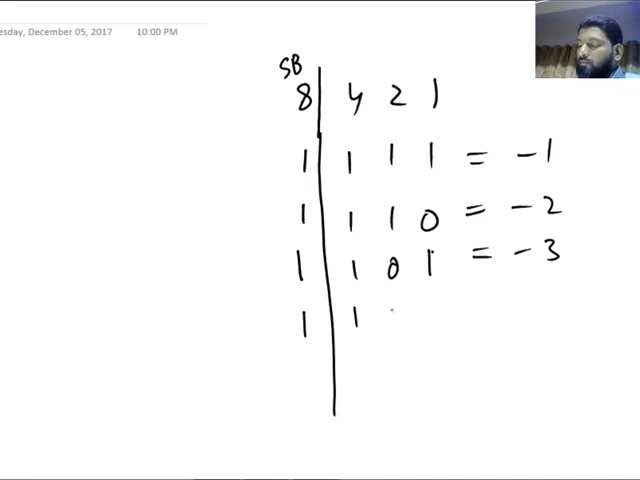 esday, December 05, 2017 10:00 PM
SB
8 4 2 1
1 1 1 1 = -1
1 1 1 0 = -2
1 1 0 1 = -3
1 1